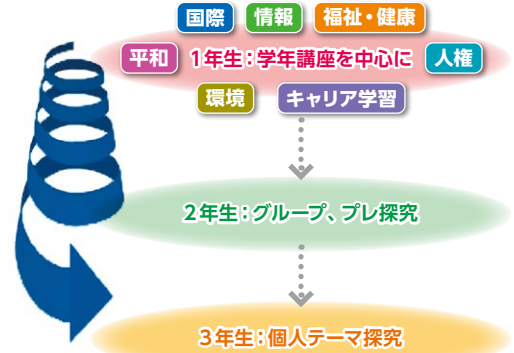 国際 情報 福祉・健康
平和 1年生：学年講座を中心に 人権
環境 キャリア学習
2年生：グループ、プレ探究
3年生：個人テーマ探究